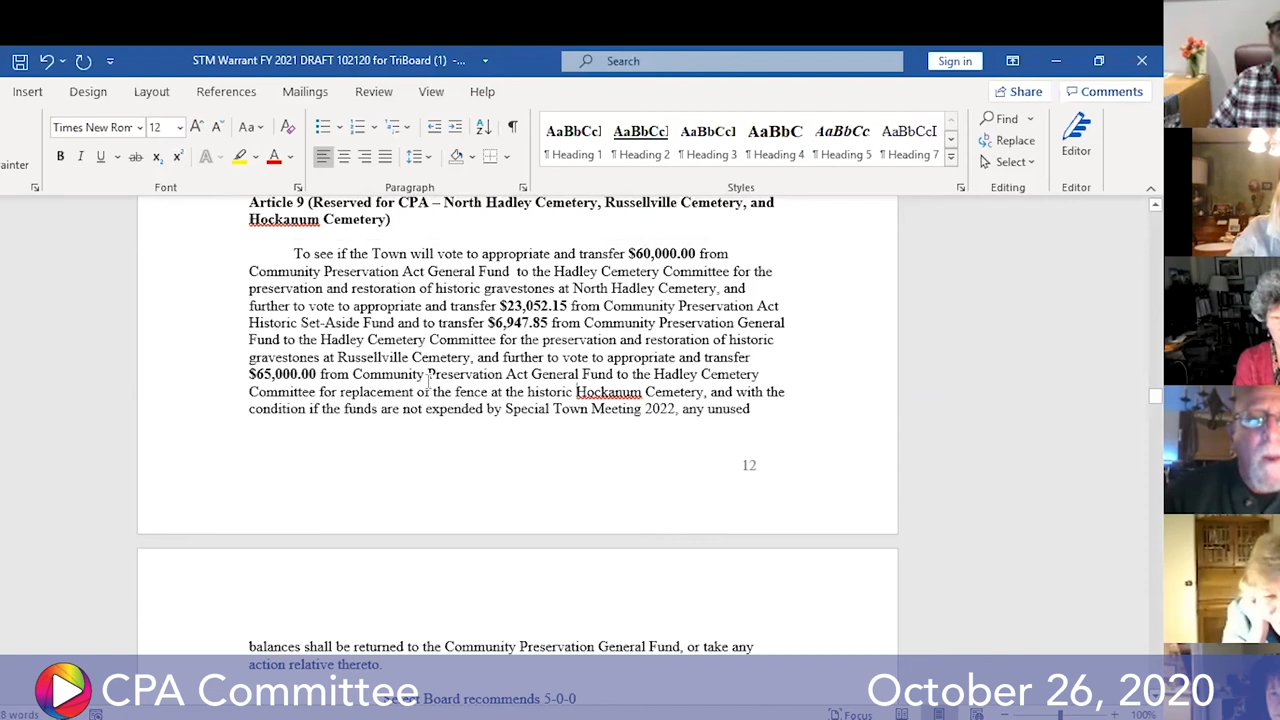 STM Warrant FY 2021 DRAFT 102120 for TriBoard (1) -...
Search
Sign in
Insert Design Layout References Mailings Review View Help
Share Comments
Times New Rom 12
Aa
Find
AaBbCcI AaBbCcI AaBbCcI AaBbC AaBbCc AaBbCcI
Replace
ainter
B I U ab x₂ x² A A
¶ Heading 1 ¶ Heading 2 ¶ Heading 3 ¶ Heading 4 ¶ Heading 5 ¶ Heading 7
Select
Editor
Font Paragraph Styles Editing Editor
Article 9 (Reserved for CPA – North Hadley Cemetery, Russellville Cemetery, and
Hockanum Cemetery)
To see if the Town will vote to appropriate and transfer $60,000.00 from
Community Preservation Act General Fund to the Hadley Cemetery Committee for the
preservation and restoration of historic gravestones at North Hadley Cemetery, and
further to vote to appropriate and transfer $23,052.15 from Community Preservation Act
Historic Set-Aside Fund and to transfer $6,947.85 from Community Preservation General
Fund to the Hadley Cemetery Committee for the preservation and restoration of historic
gravestones at Russellville Cemetery, and further to vote to appropriate and transfer
$65,000.00 from Community Preservation Act General Fund to the Hadley Cemetery
Committee for replacement of the fence at the historic Hockanum Cemetery, and with the
condition if the funds are not expended by Special Town Meeting 2022, any unused
12
balances shall be returned to the Community Preservation General Fund, or take any
action relative thereto.
Select Board recommends 5-0-0
CPA Committee October 26, 2020
8 words
Focus
100%